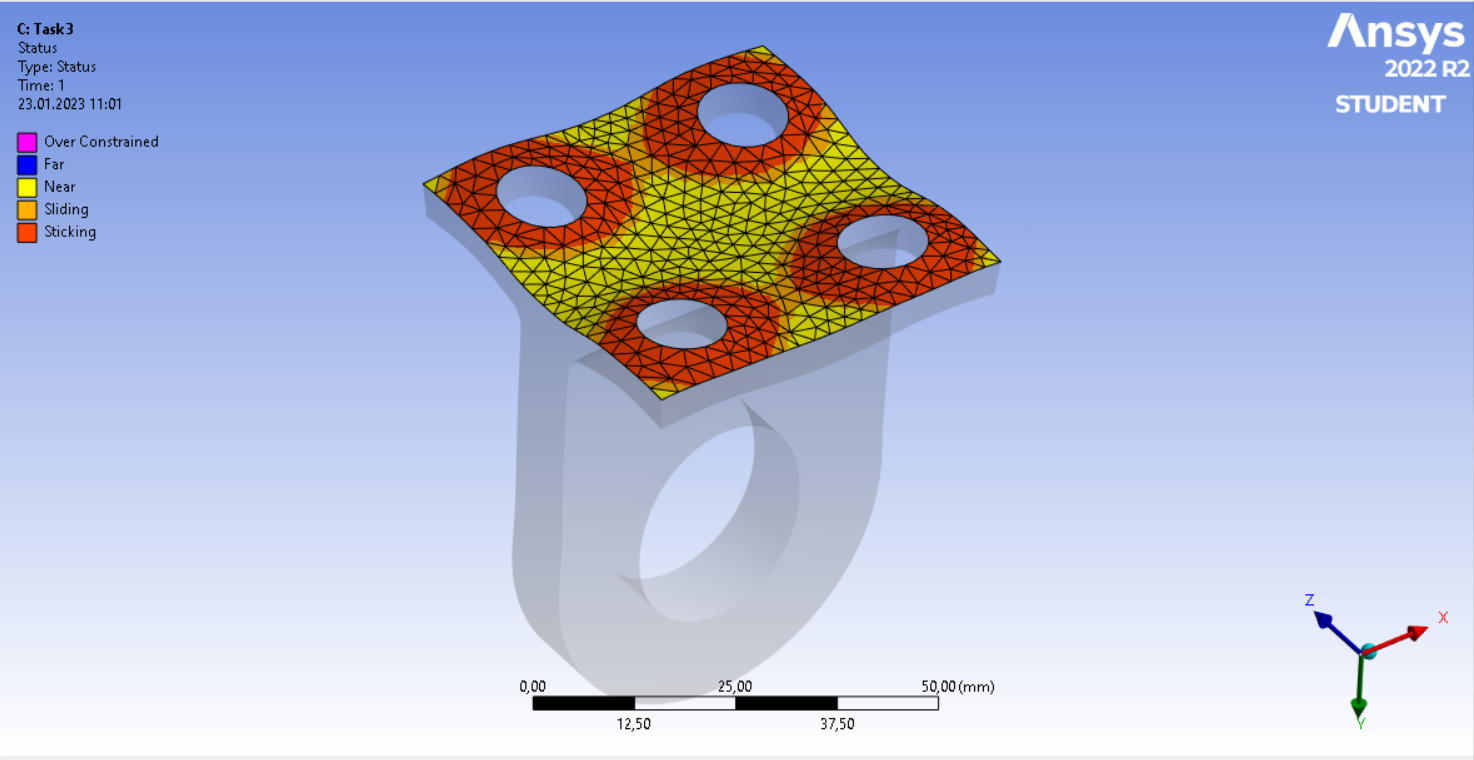 C: Task3
Status
Type: Status
Time: 1
23.01.2023 11:01
Over Constrained
Far
Near
Sliding
Sticking
Ansys
2022 R2
STUDENT
Z
X
Y
0,00 25,00 50,00 (mm)
12,50 37,50